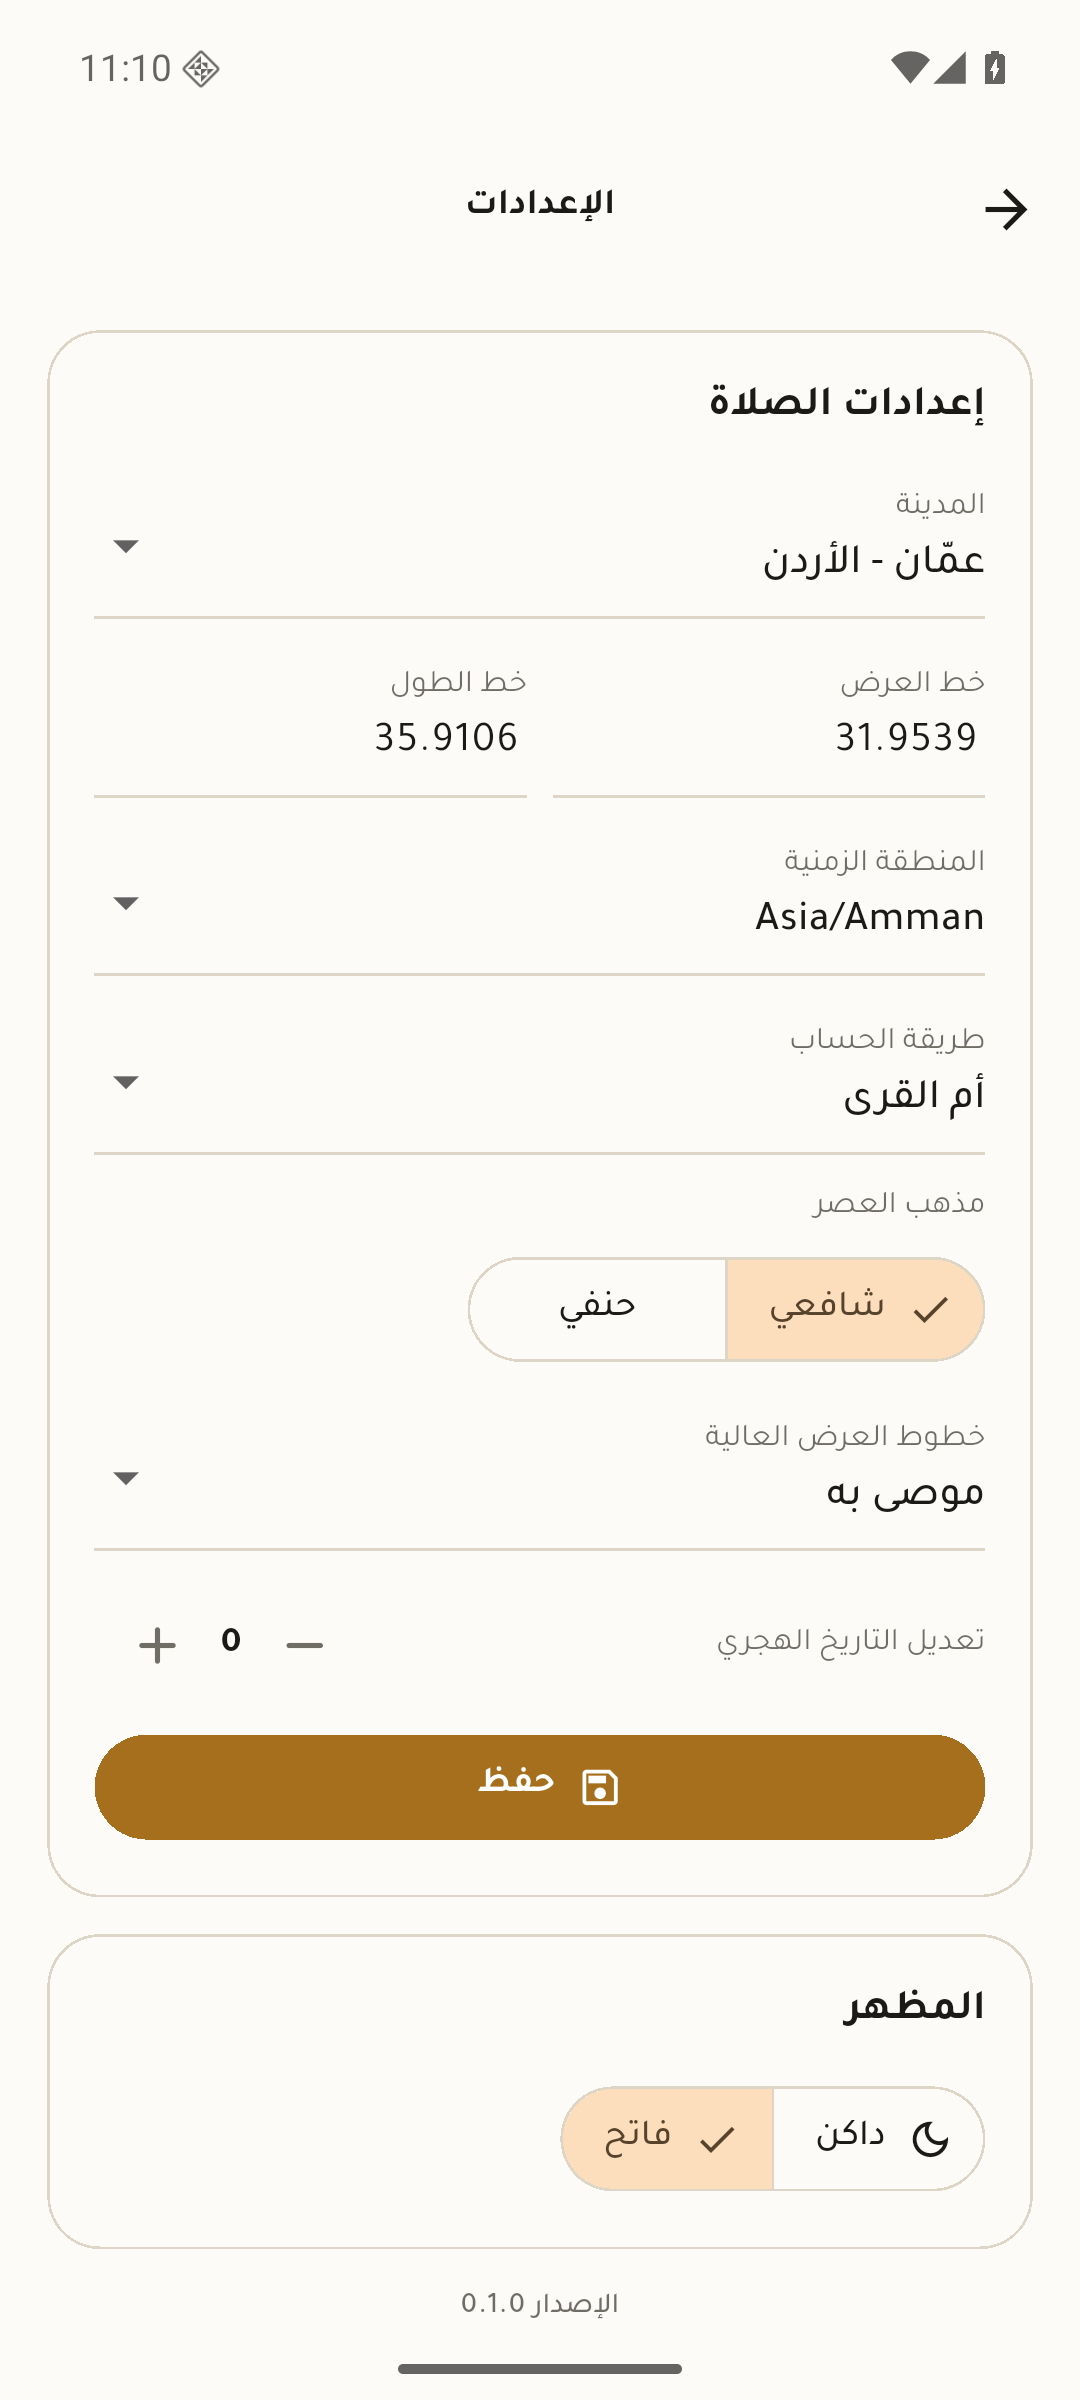 11:10
الإعدادات
إعدادات الصلاة
المدينة
عمّان - الأردن
خط العرض
31.9539
خط الطول
35.9106
المنطقة الزمنية
Asia/Amman
طريقة الحساب
أم القرى
مذهب العصر
شافعي
حنفي
خطوط العرض العالية
موصى به
تعديل التاريخ الهجري
0
حفظ
المظهر
داكن
فاتح
الإصدار 0.1.0